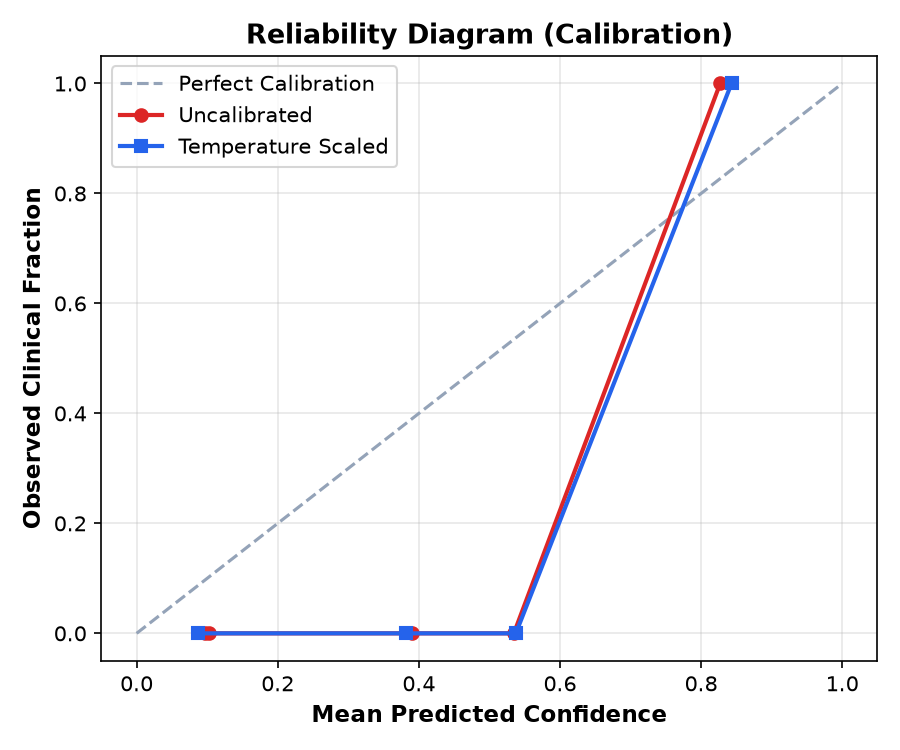 Reliability Diagram (Calibration)
Perfect Calibration
Uncalibrated
Temperature Scaled
Observed Clinical Fraction
1.0
0.8
0.6
0.4
0.2
0.0
0.0 0.2 0.4 0.6 0.8 1.0
Mean Predicted Confidence